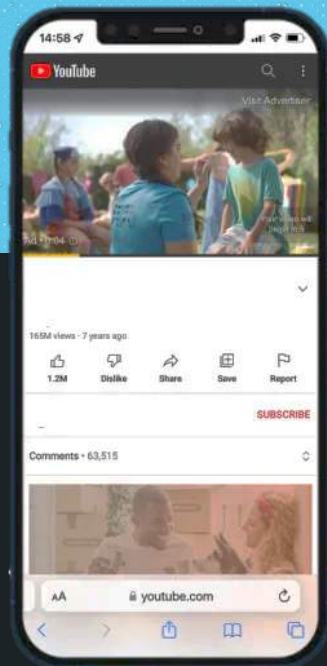 14:58
YouTube
Visit Advertiser
Your video will
begin in 5
Ad • 0:04
165M views · 7 years ago
1.2M Dislike Share Save Report
SUBSCRIBE
Comments • 63,515
AA youtube.com